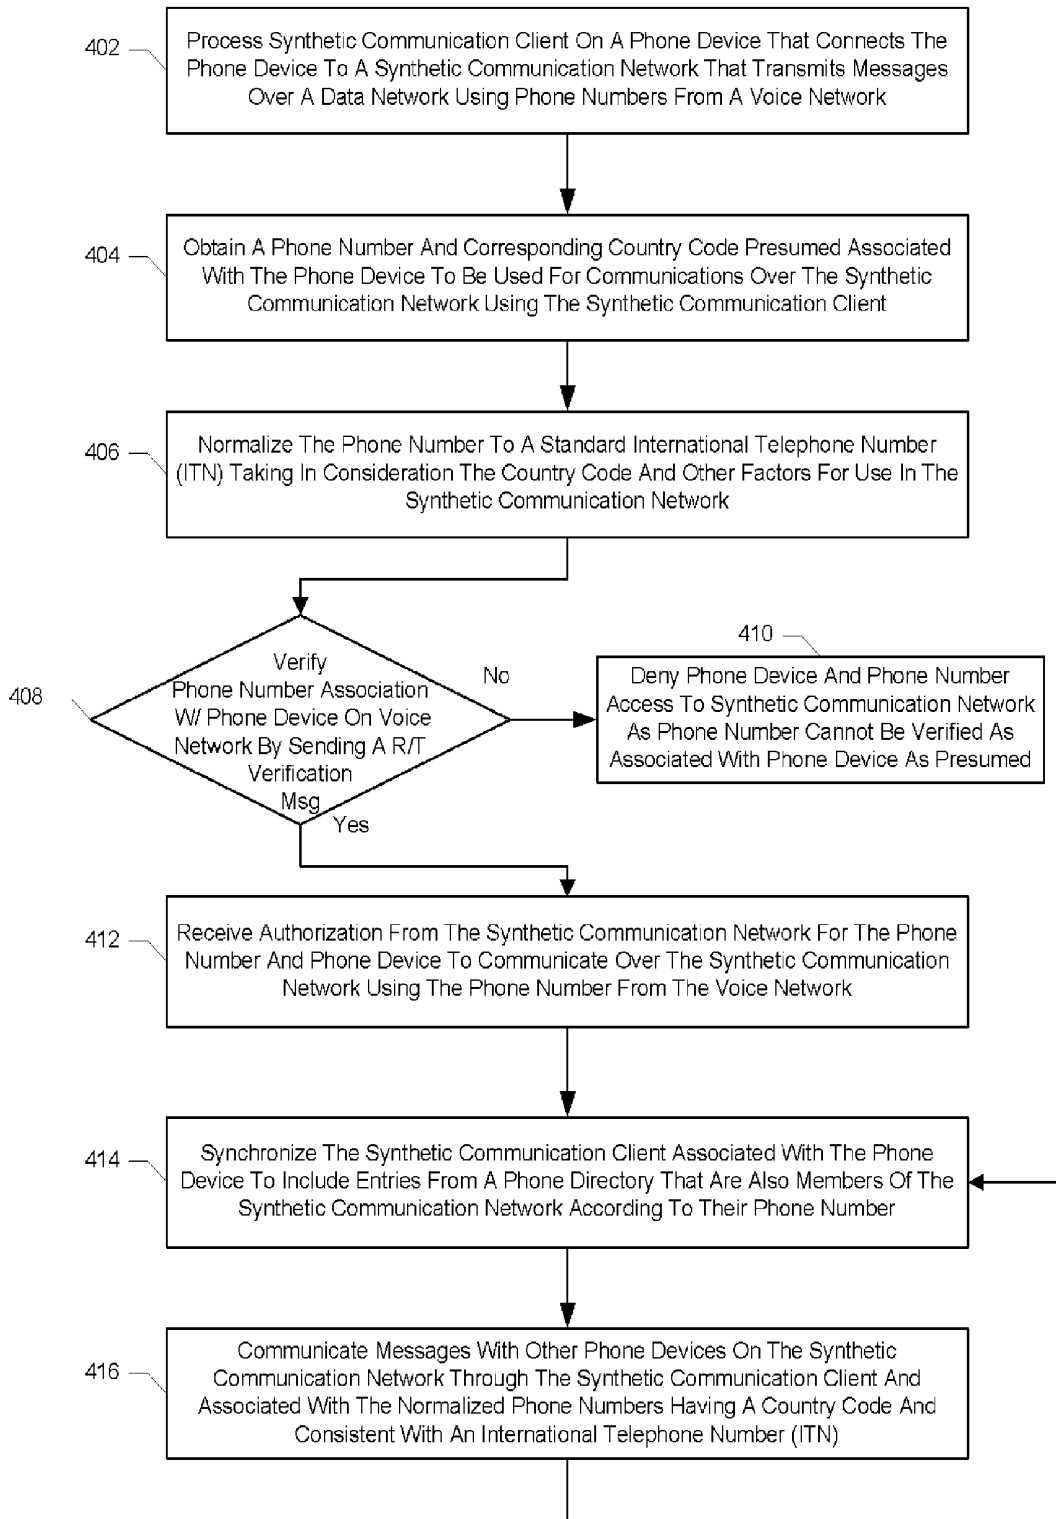 402
Process Synthetic Communication Client On A Phone Device That Connects The
Phone Device To A Synthetic Communication Network That Transmits Messages
Over A Data Network Using Phone Numbers From A Voice Network
404
Obtain A Phone Number And Corresponding Country Code Presumed Associated
With The Phone Device To Be Used For Communications Over The Synthetic
Communication Network Using The Synthetic Communication Client
406
Normalize The Phone Number To A Standard International Telephone Number
(ITN) Taking In Consideration The Country Code And Other Factors For Use In The
Synthetic Communication Network
408
Verify
Phone Number Association
W/ Phone Device On Voice
Network By Sending A R/T
Verification
Msg
No
Yes
410
Deny Phone Device And Phone Number
Access To Synthetic Communication Network
As Phone Number Cannot Be Verified As
Associated With Phone Device As Presumed
412
Receive Authorization From The Synthetic Communication Network For The Phone
Number And Phone Device To Communicate Over The Synthetic Communication
Network Using The Phone Number From The Voice Network
414
Synchronize The Synthetic Communication Client Associated With The Phone
Device To Include Entries From A Phone Directory That Are Also Members Of The
Synthetic Communication Network According To Their Phone Number
416
Communicate Messages With Other Phone Devices On The Synthetic
Communication Network Through The Synthetic Communication Client And
Associated With The Normalized Phone Numbers Having A Country Code And
Consistent With An International Telephone Number (ITN)